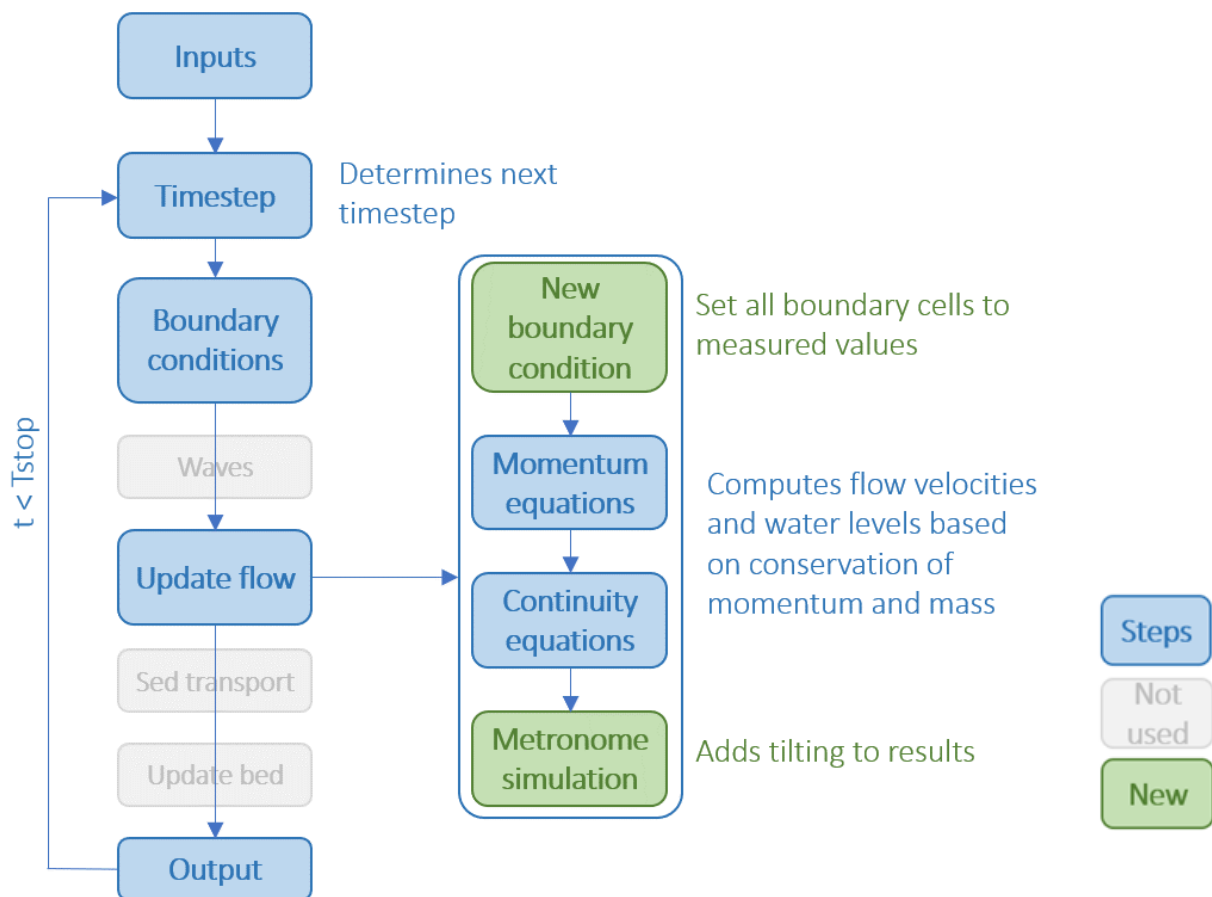 Inputs
Timestep
Determines next
timestep
Boundary
conditions
Waves
Update flow
Sed transport
Update bed
Output
t < Tstop
New
boundary
condition
Set all boundary cells to
measured values
Momentum
equations
Continuity
equations
Computes flow velocities
and water levels based
on conservation of
momentum and mass
Metronome
simulation
Adds tilting to results
Steps
Not
used
New